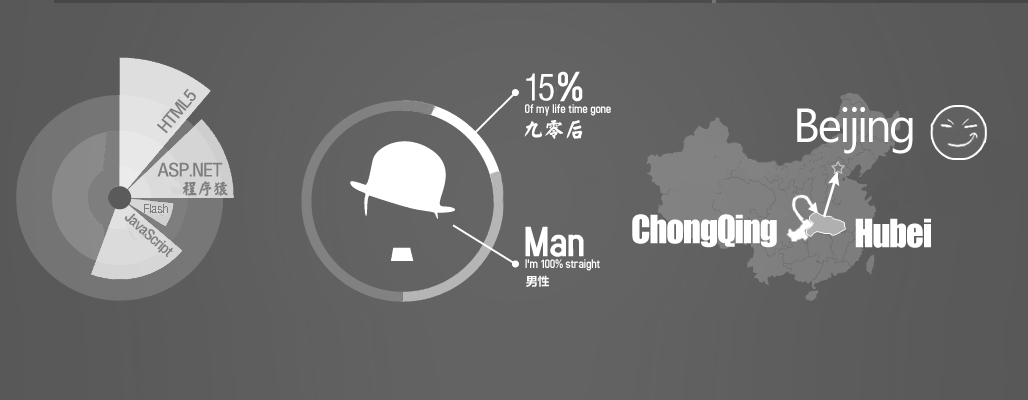 HTML5
ASP.NET
程序猿
Flash
JavaScript
15%
Of my life time gone
九零后
Man
I'm 100% straight
男性
Beijing
ChongQing
Hubei